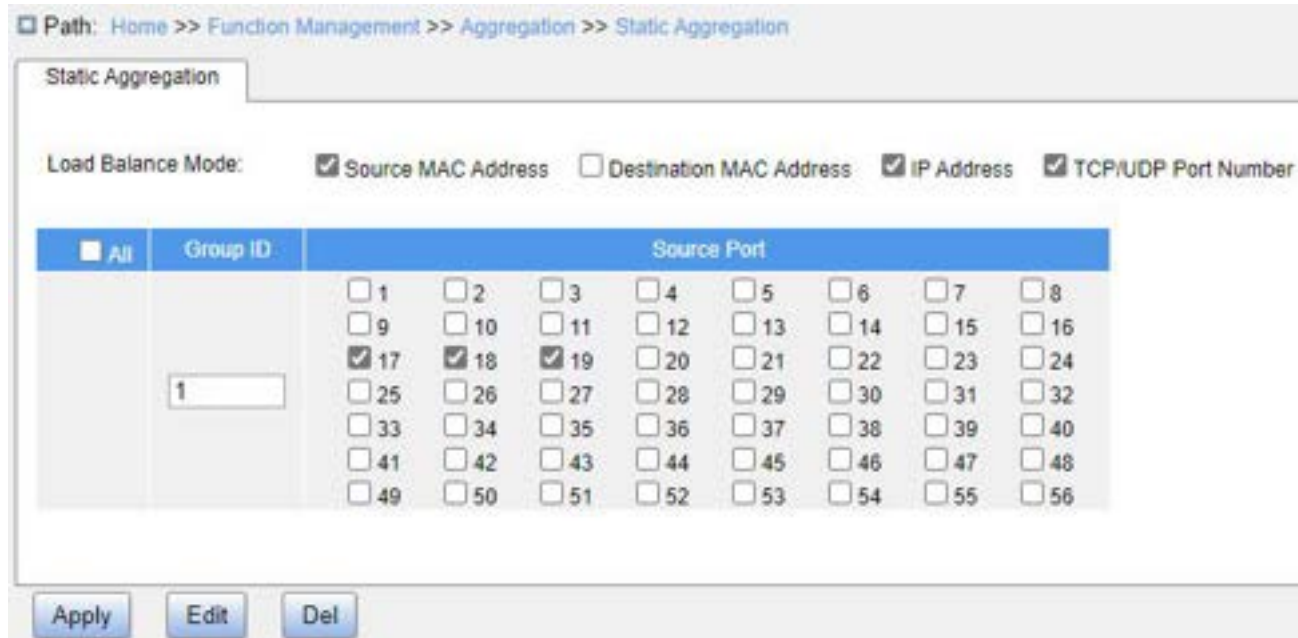 Path: Home >> Function Management >> Aggregation >> Static Aggregation
Static Aggregation
Load Balance Mode: Source MAC Address Destination MAC Address IP Address TCP/UDP Port Number
All Group ID Source Port
1 2 3 4 5 6 7 8
9 10 11 12 13 14 15 16
17 18 19 20 21 22 23 24
1
25 26 27 28 29 30 31 32
33 34 35 36 37 38 39 40
41 42 43 44 45 46 47 48
49 50 51 52 53 54 55 56
Apply Edit Del